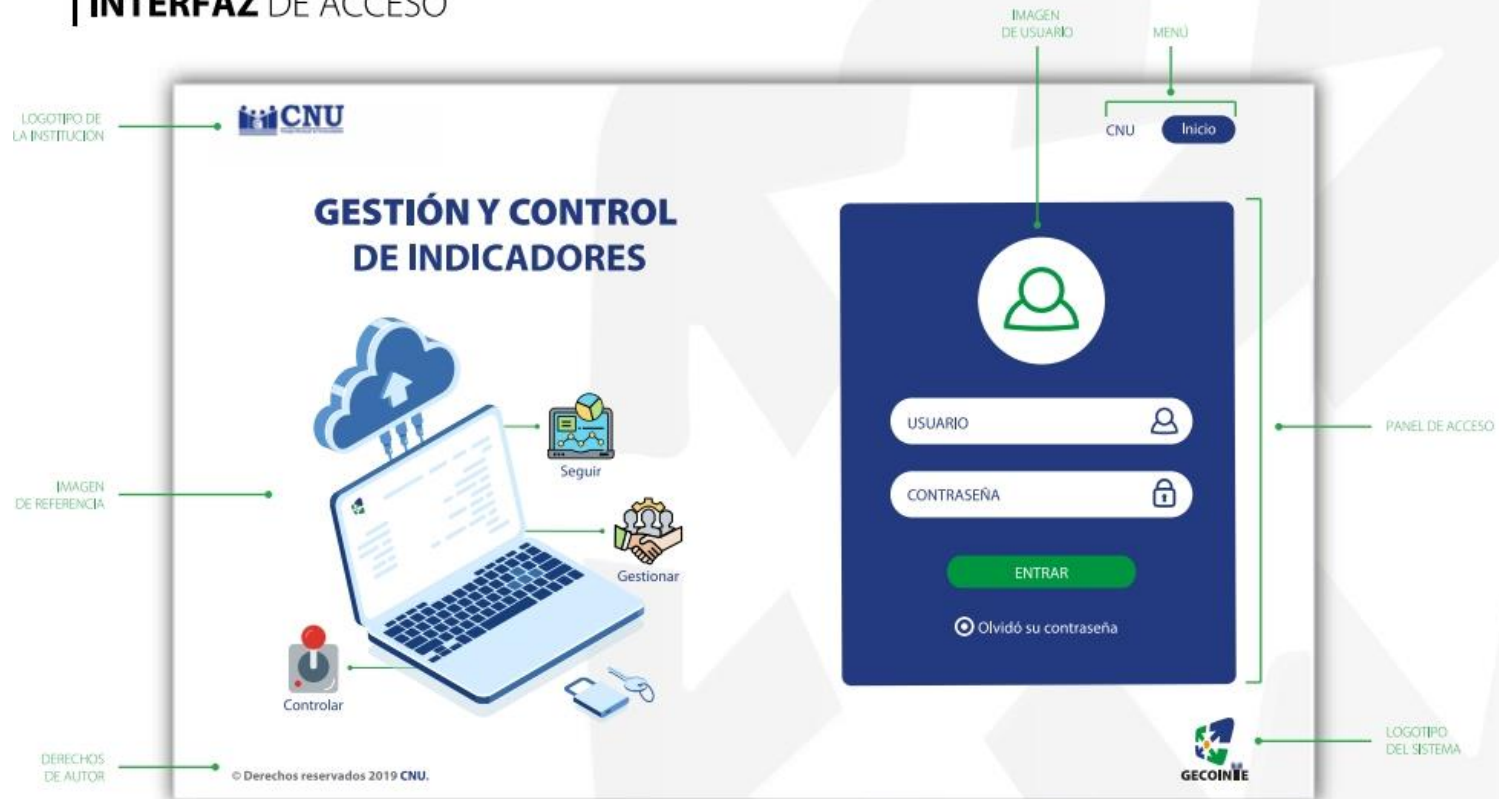 INTERFAZ DE ACCESO
IMAGEN
DE USUARIO
MENÚ
LOGOTIPO DE
LA INSTITUCIÓN
CNU
CNU
Inicio
GESTIÓN Y CONTROL
DE INDICADORES
USUARIO
CONTRASEÑA
ENTRAR
Olvidó su contraseña
PANEL DE ACCESO
Seguir
IMAGEN
DE REFERENCIA
Gestionar
Controlar
LOGOTIPO
DEL SISTEMA
DERECHOS
DE AUTOR
© Derechos reservados 2019 CNU.